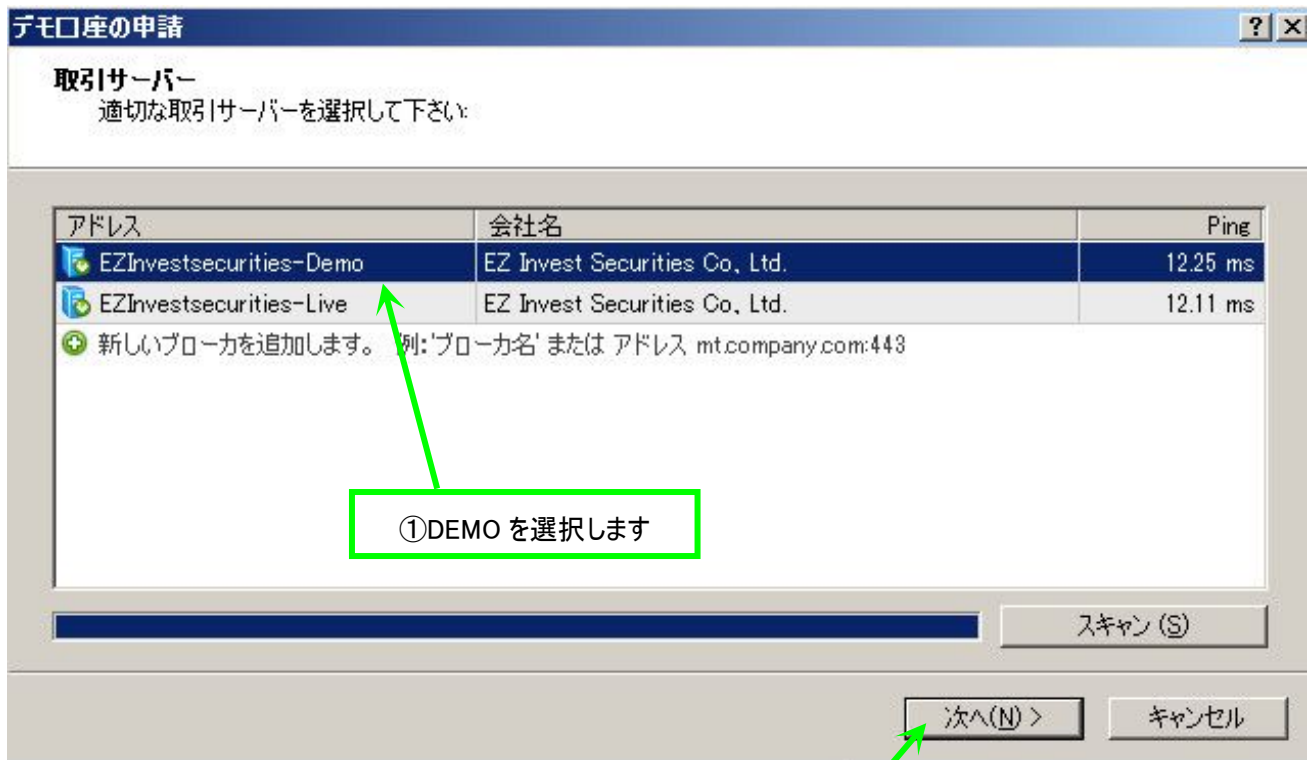 デモ口座の申請
取引サーバー
適切な取引サーバーを選択して下さい:
アドレス 会社名 Ping
EZInvestsecurities-Demo EZ Invest Securities Co, Ltd. 12.25 ms
EZInvestsecurities-Live EZ Invest Securities Co, Ltd. 12.11 ms
新しいブローカを追加します。 例: 'ブローカ名' または アドレス mt.company.com:443
①DEMO を選択します
スキャン (S)
次へ(N) > キャンセル